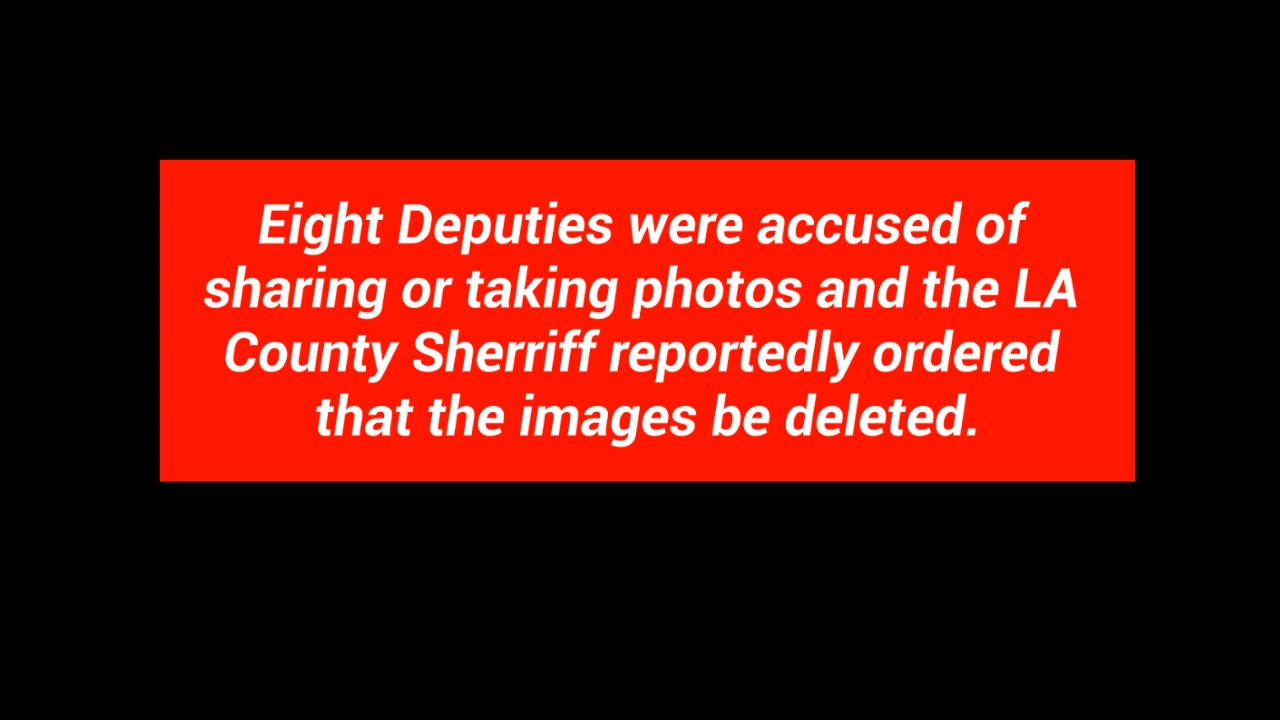 Eight Deputies were accused of
sharing or taking photos and the LA
County Sherriff reportedly ordered
that the images be deleted.